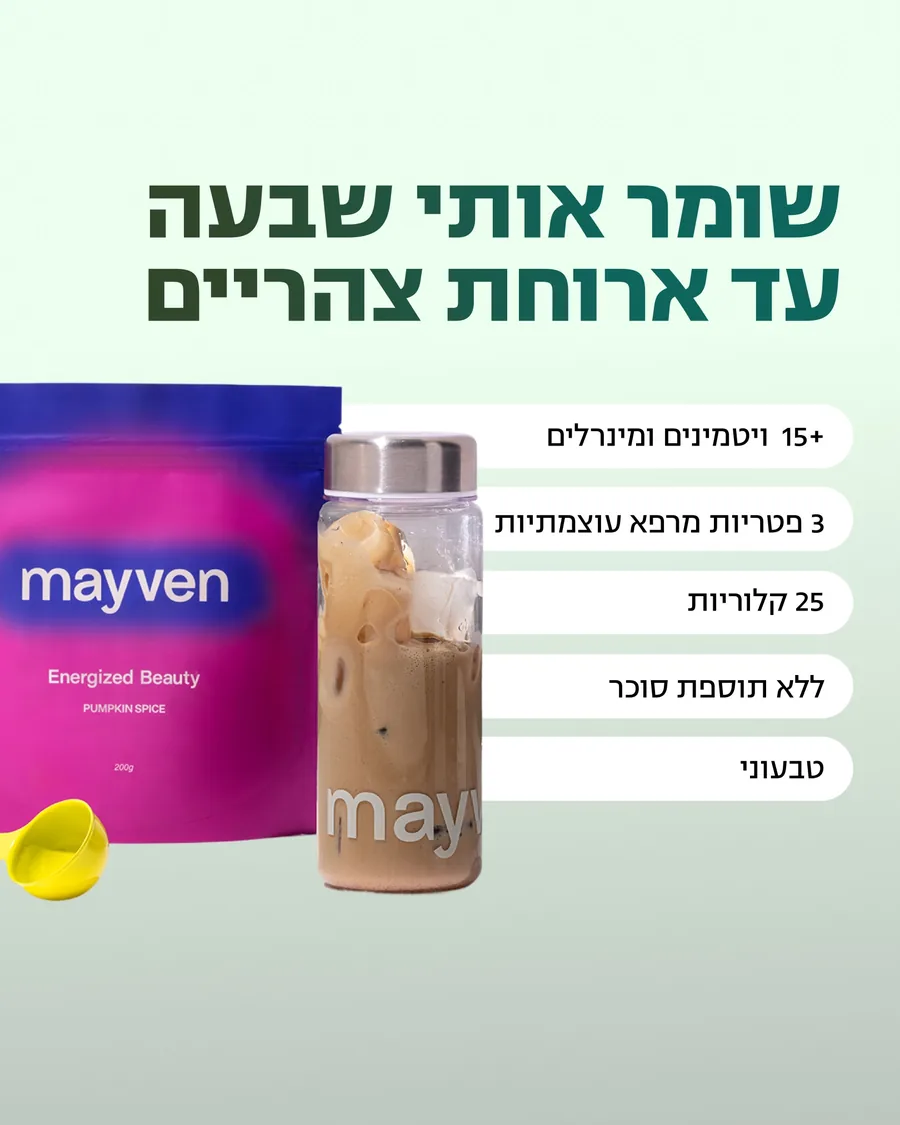 שומר אותי שבעה
עד ארוחת צהריים
15+ ויטמינים ומינרלים
3 פטריות מרפא עוצמתיות
25 קלוריות
ללא תוספת סוכר
טבעוני
mayven
Energized Beauty
PUMPKIN SPICE
200g
mayv